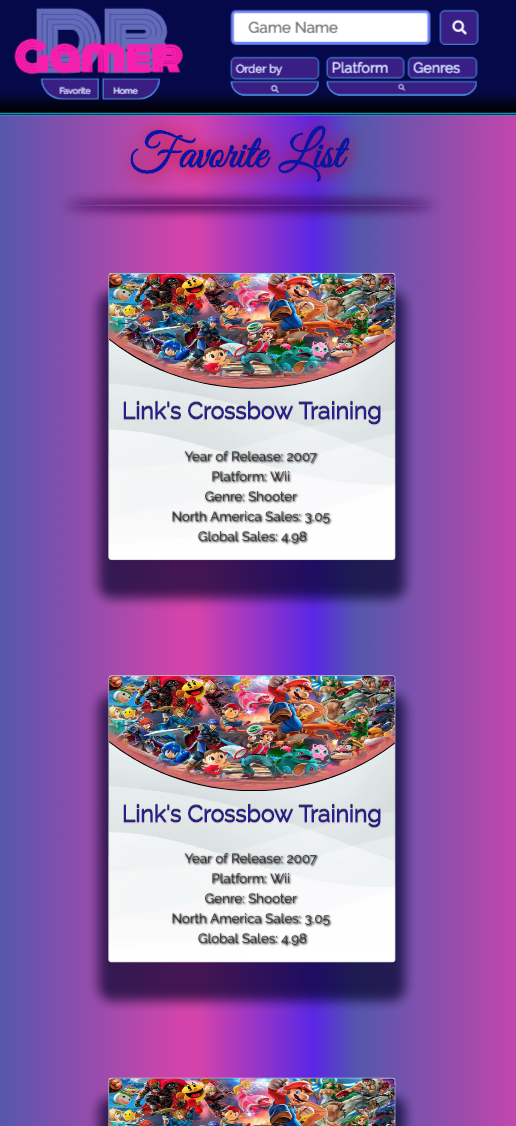 DB
GAMER
Game Name
Order by
Platform
Genres
Favorite
Home
Favorite List
Link's Crossbow Training
Year of Release: 2007
Platform: Wii
Genre: Shooter
North America Sales: 3.05
Global Sales: 4.98
Link's Crossbow Training
Year of Release: 2007
Platform: Wii
Genre: Shooter
North America Sales: 3.05
Global Sales: 4.98